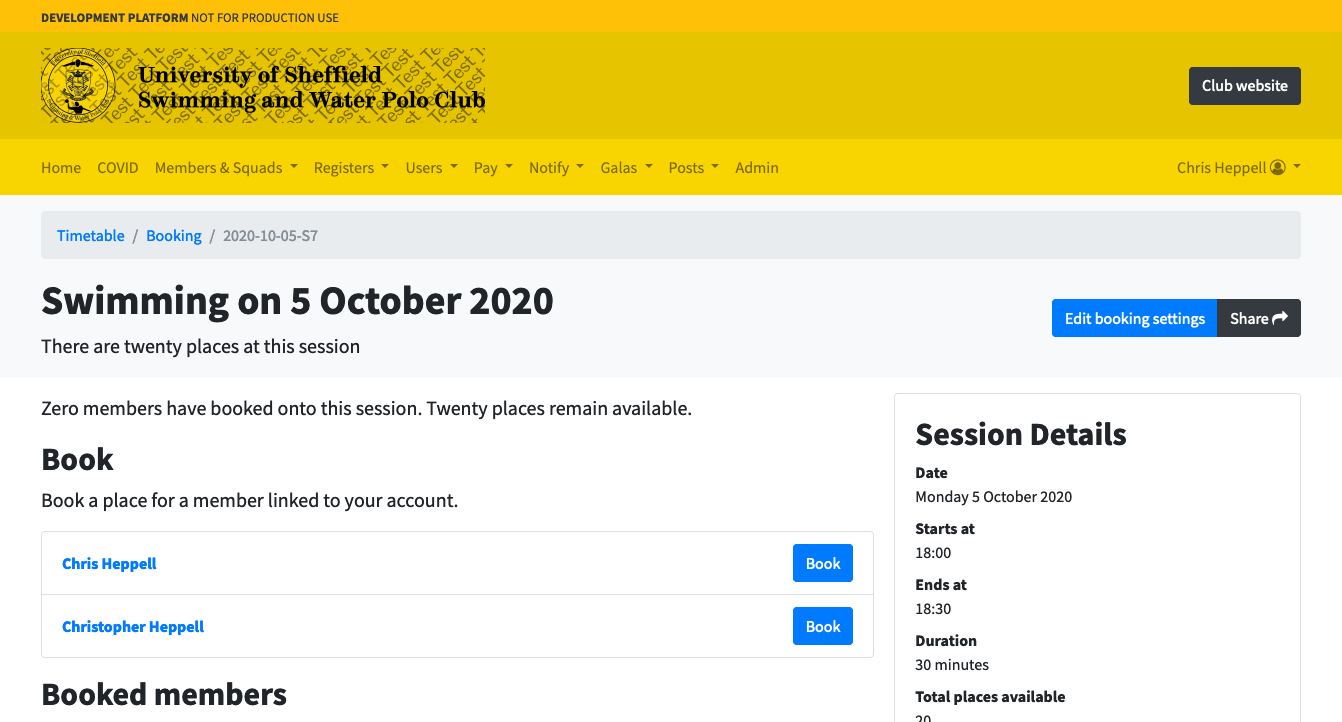 DEVELOPMENT PLATFORM NOT FOR PRODUCTION USE
University of Sheffield
Swimming and Water Polo Club
Club website
Home COVID Members & Squads Registers Users Pay Notify Galas Posts Admin Chris Heppell
Timetable / Booking / 2020-10-05-S7
Swimming on 5 October 2020
There are twenty places at this session
Edit booking settings Share
Zero members have booked onto this session. Twenty places remain available.
Book
Book a place for a member linked to your account.
Chris Heppell Book
Christopher Heppell Book
Booked members
Session Details
Date
Monday 5 October 2020
Starts at
18:00
Ends at
18:30
Duration
30 minutes
Total places available
20